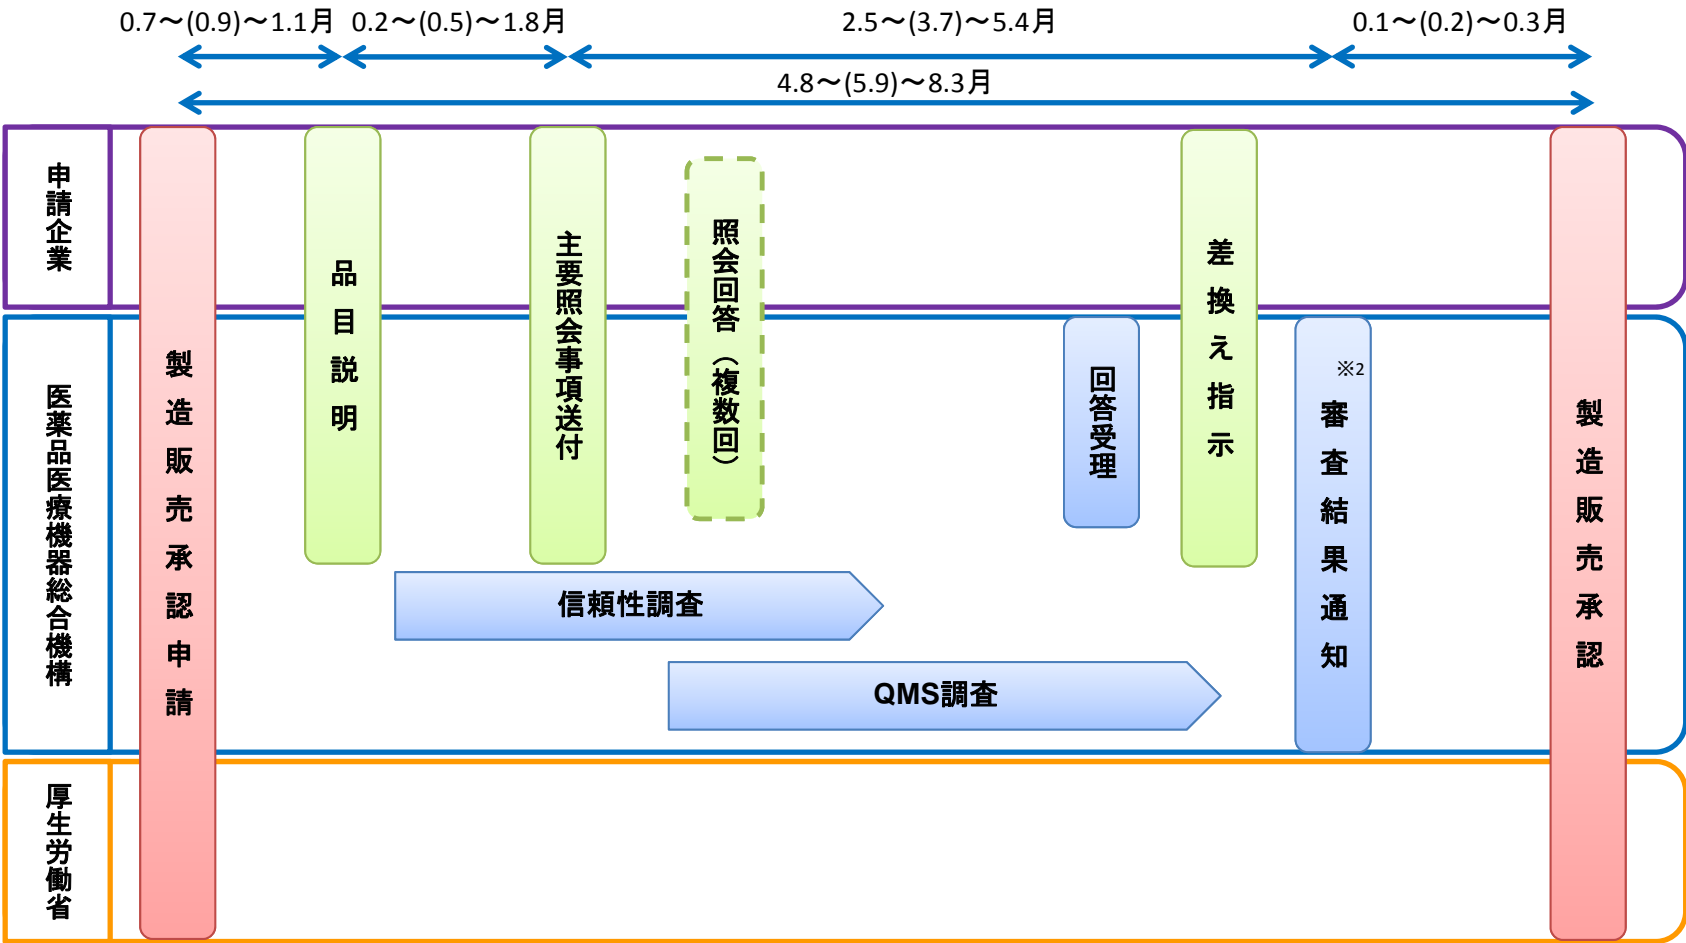 0.7～(0.9)～1.1月
0.2～(0.5)～1.8月
2.5～(3.7)～5.4月
0.1～(0.2)～0.3月
4.8～(5.9)～8.3月
申請企業
医薬品医療機器総合機構
厚生労働省
製造販売承認申請
品目説明
主要照会事項送付
照会回答（複数回）
回答受理
差換え指示
※2
審査結果通知
製造販売承認
信頼性調査
QMS調査